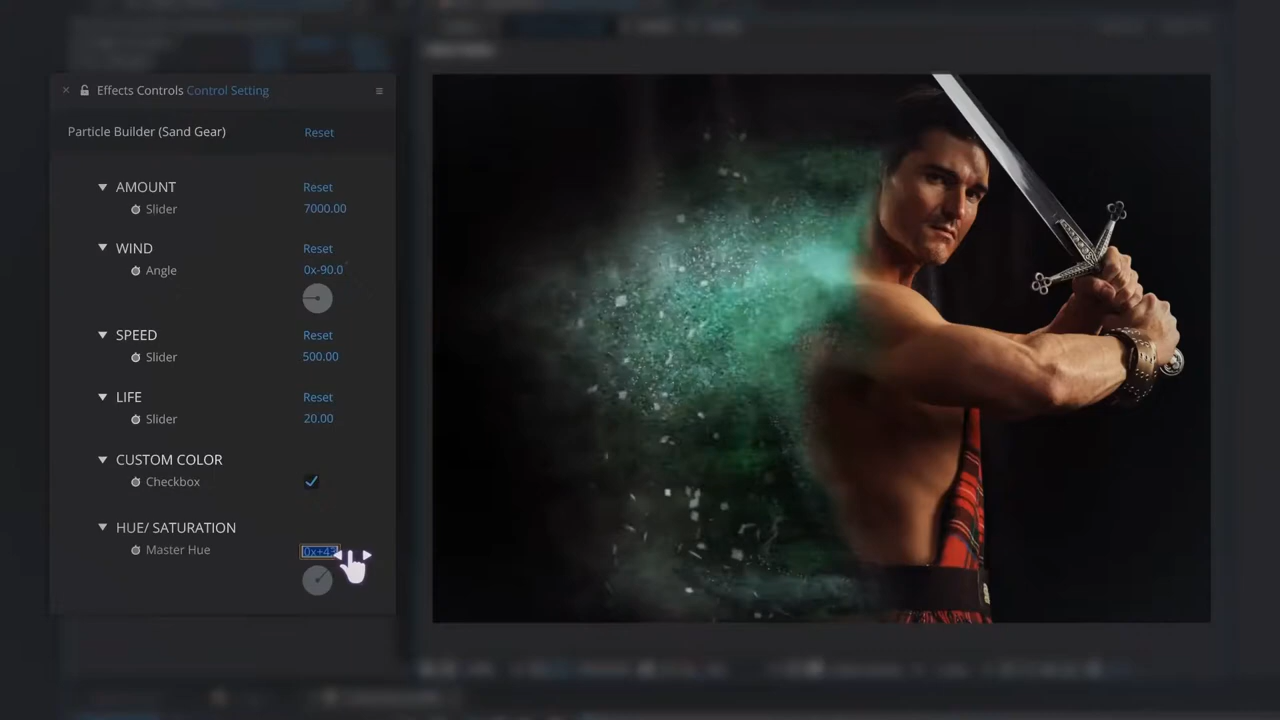 Effects Controls Control Setting
Particle Builder (Sand Gear) Reset
AMOUNT Reset
Slider 7000.00
WIND Reset
Angle 0x-90.0
SPEED Reset
Slider 500.00
LIFE Reset
Slider 20.00
CUSTOM COLOR
Checkbox
HUE/ SATURATION
Master Hue